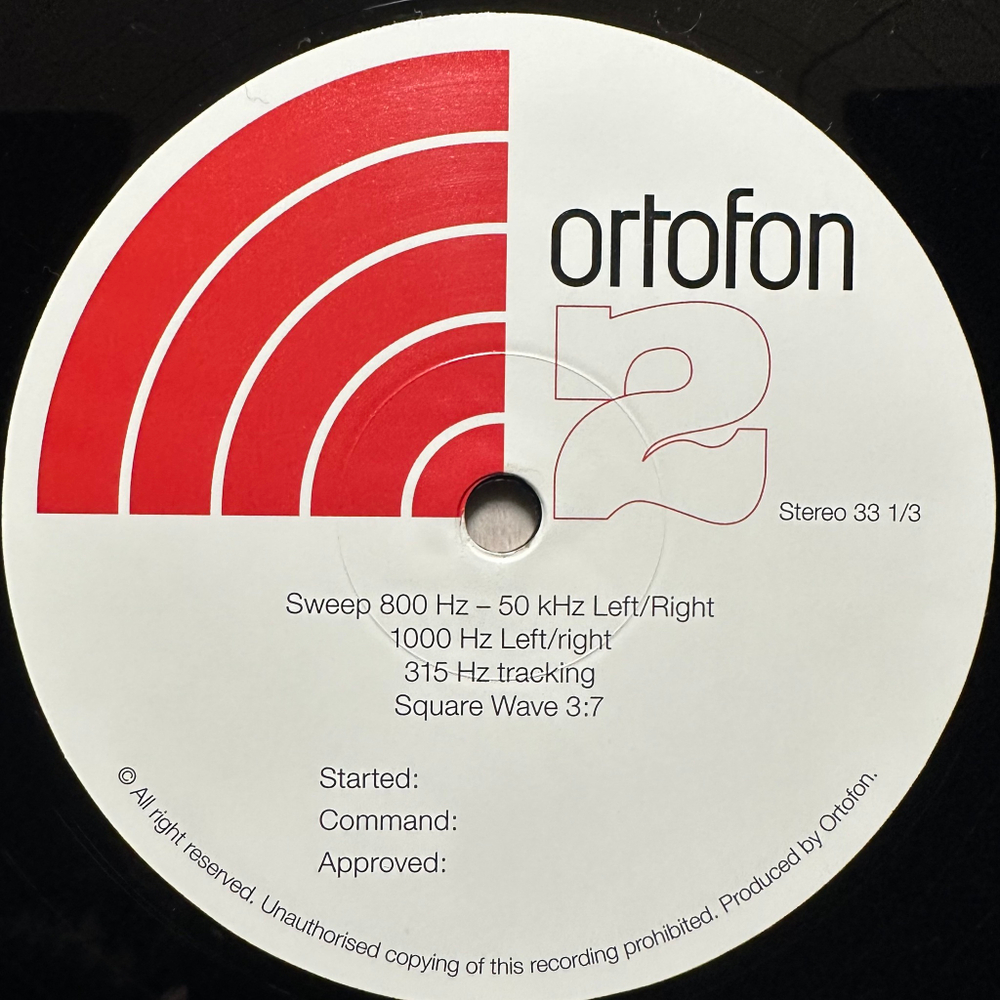 ortofon
2
Stereo 33 1/3
Sweep 800 Hz – 50 kHz Left/Right
1000 Hz Left/right
315 Hz tracking
Square Wave 3:7
Started:
Command:
Approved:
© All right reserved. Unauthorised copying of this recording prohibited. Produced by Ortofon.